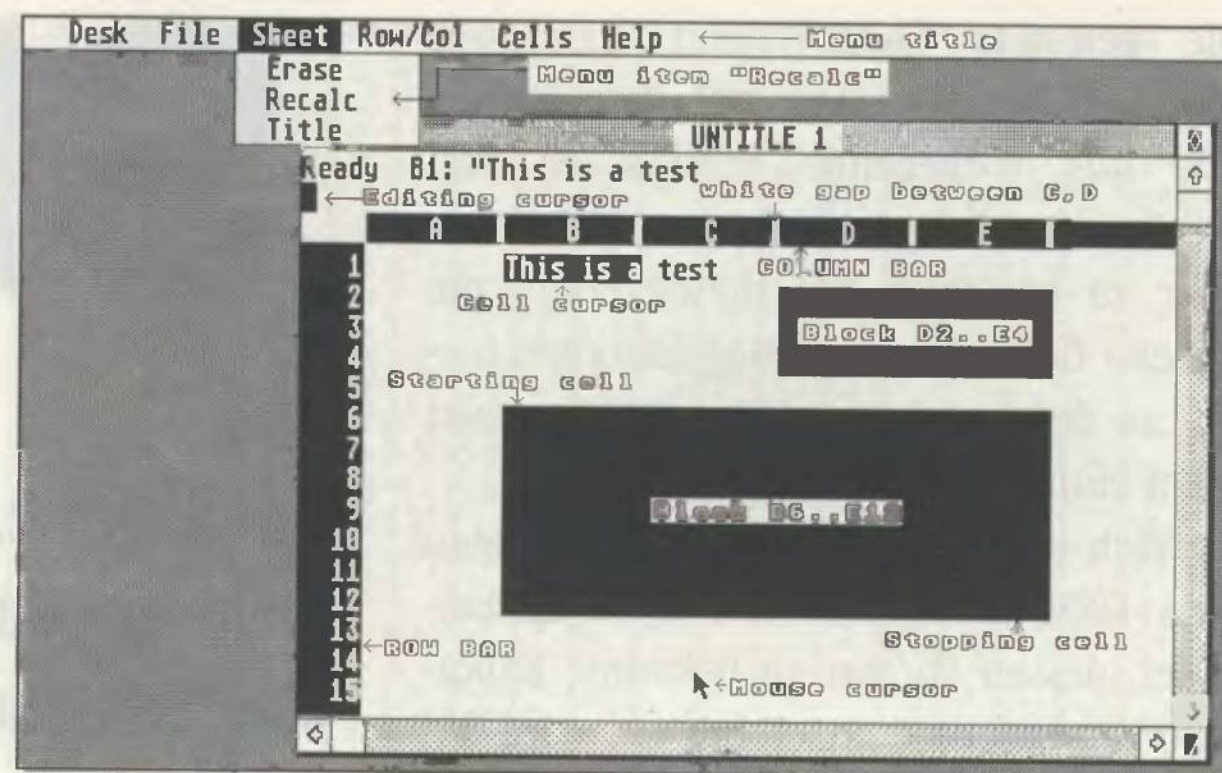 Desk File Sheet Row/Col Cells Help ← Menu title
Erase
Menu item "Recalc"
Recalc ←
Title
UNTITLE 1
Ready B1: "This is a test
←Editing cursor
white gap between C,D
A B C D E
1 This is a test
COLUMN BAR
2
Cell cursor
3
Block D2..E4
4
5
Starting cell
6
7
8
9
Block B6..E12
10
11
12
13
Stopping cell
←ROW BAR
14
15
←Mouse cursor